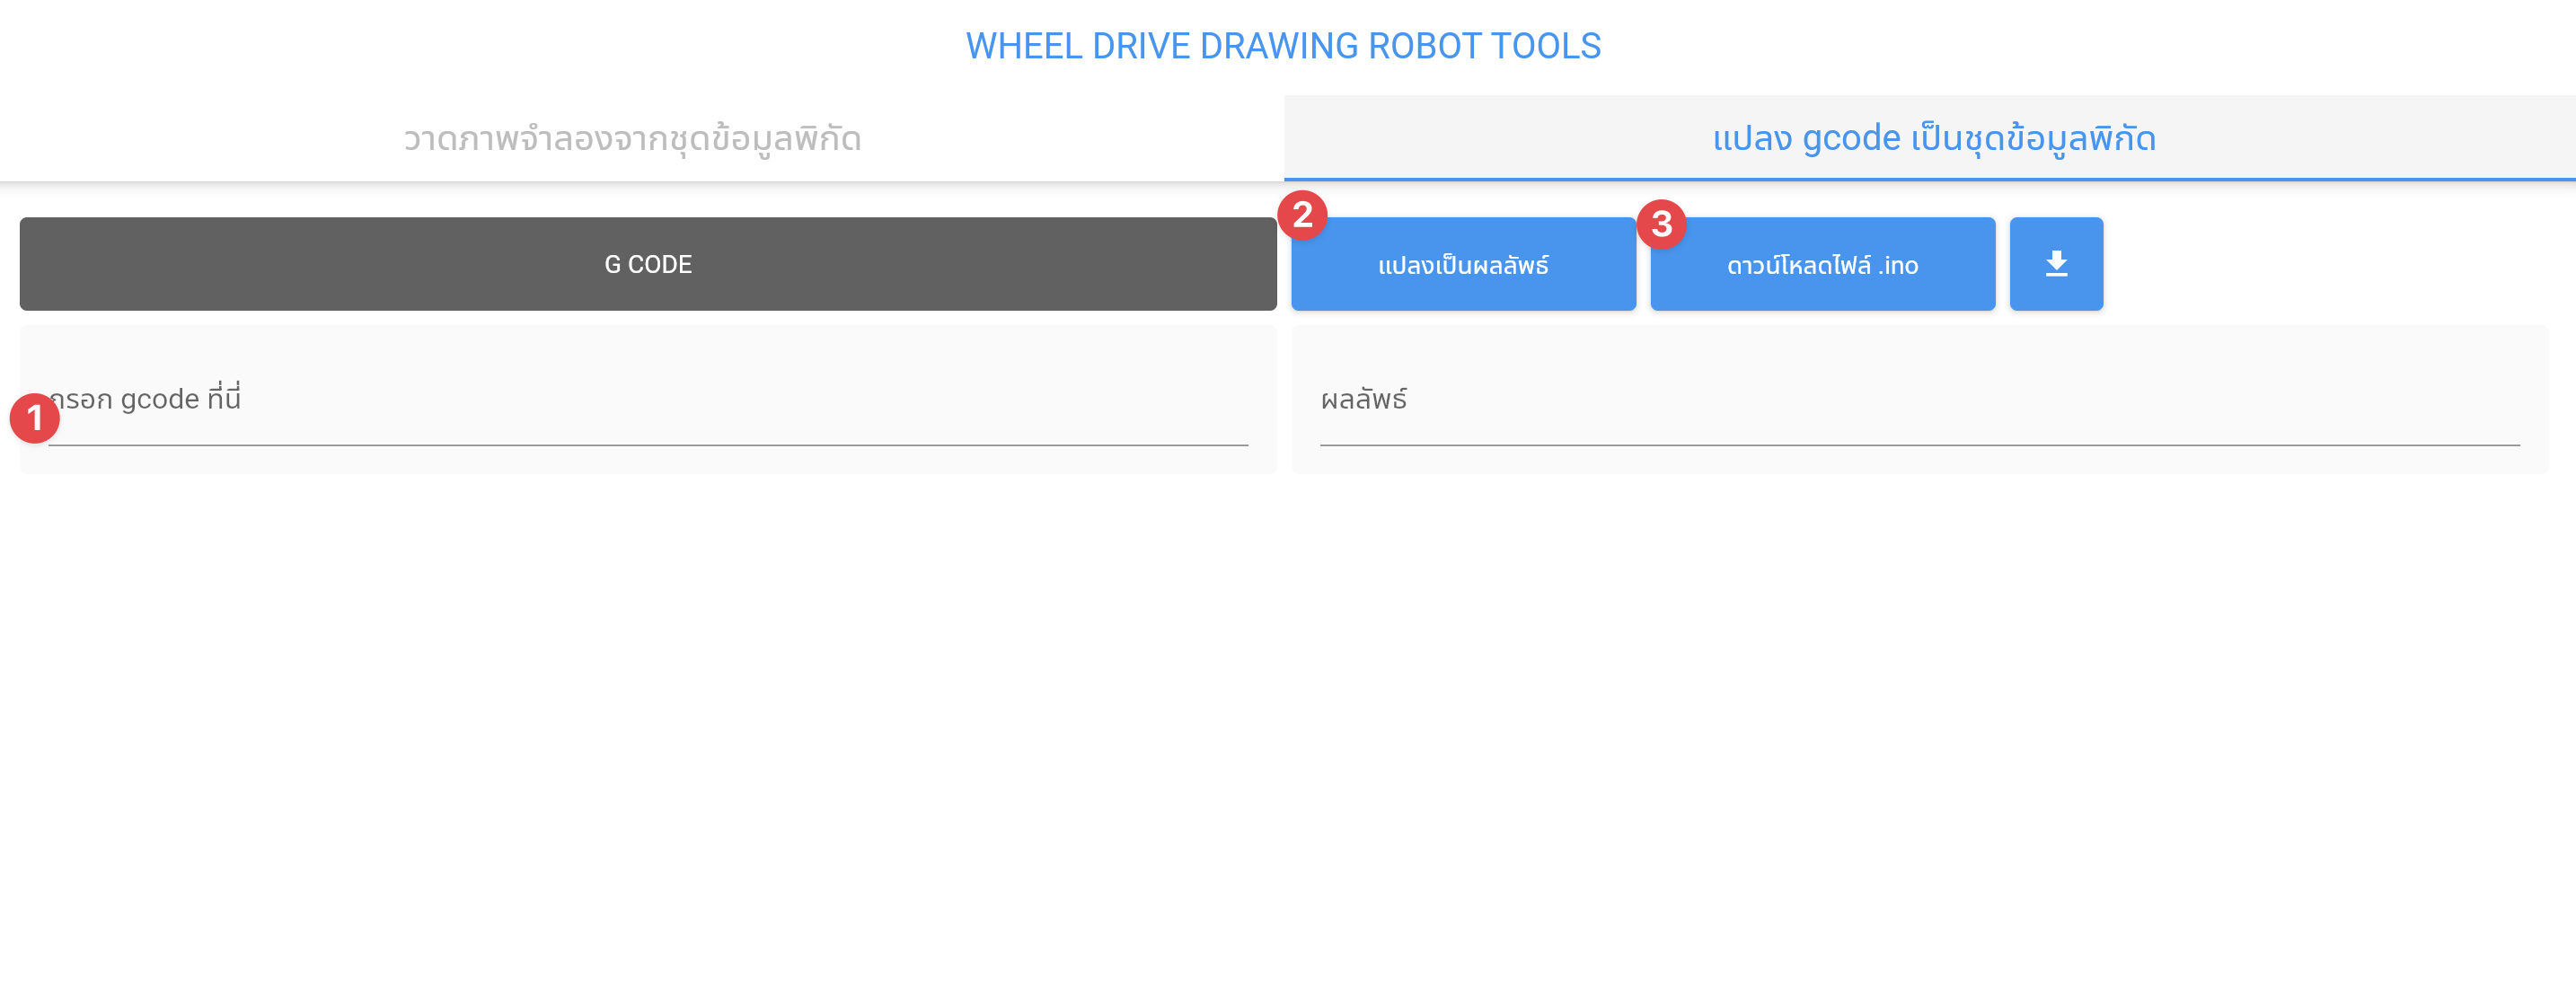 WHEEL DRIVE DRAWING ROBOT TOOLS
วาดภาพจำลองจากชุดข้อมูลพิกัด
แปลง gcode เป็นชุดข้อมูลพิกัด
G CODE
2
แปลงเป็นผลลัพธ์
3
ดาวน์โหลดไฟล์ .ino
1
กรอก gcode ที่นี่
ผลลัพธ์